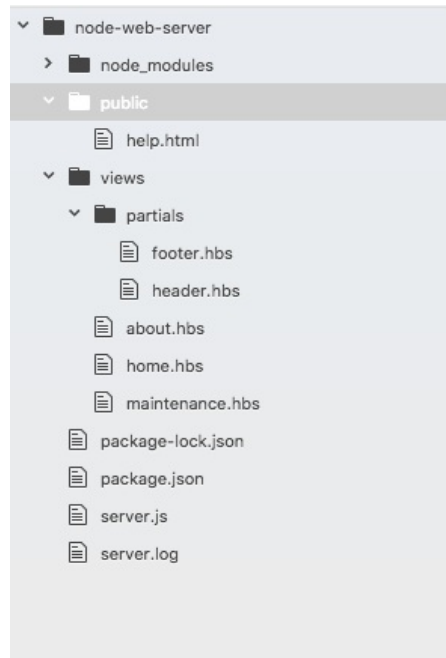 node-web-server
node_modules
public
help.html
views
partials
footer.hbs
header.hbs
about.hbs
home.hbs
maintenance.hbs
package-lock.json
package.json
server.js
server.log